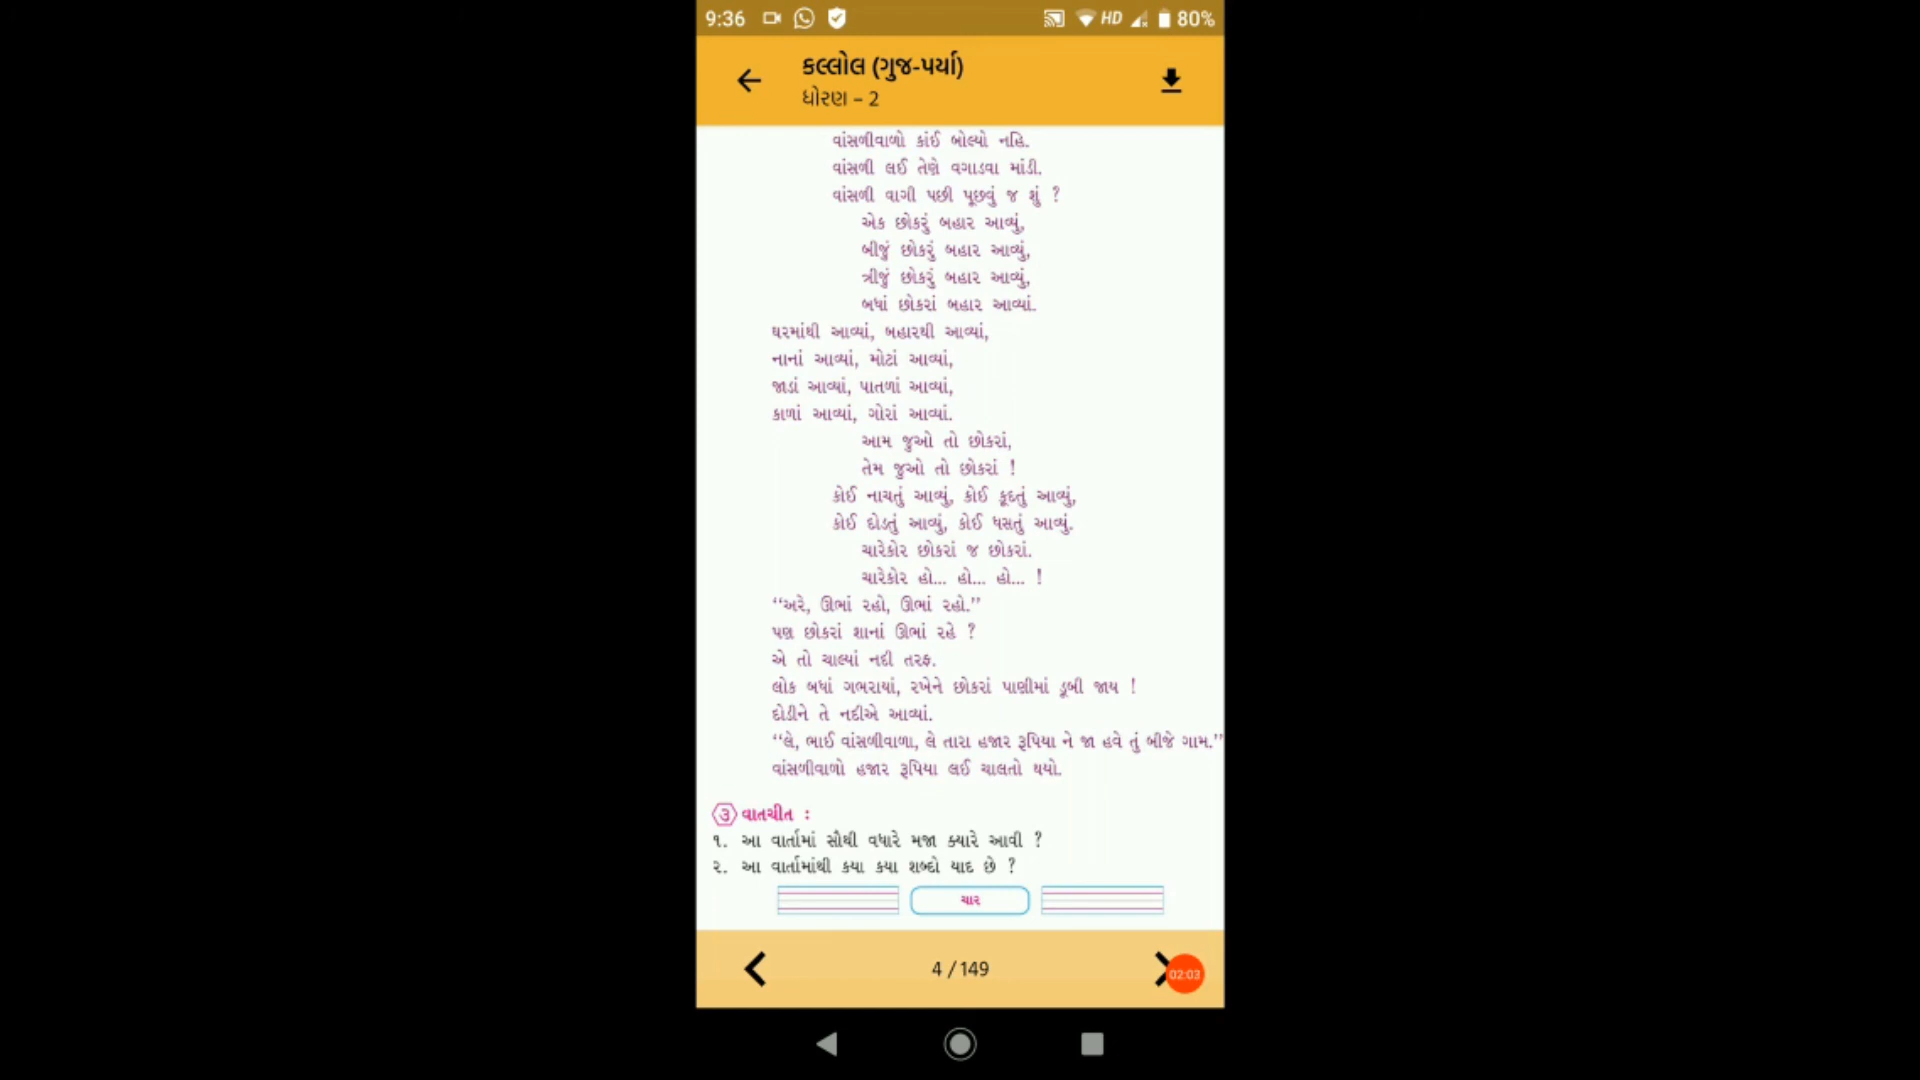 9:36 HD 80%
કલ્લોલ (ગુજ-પર્યા)
ધોરણ – 2
વાંસળીવાળો કાંઈ બોલ્યો નહિ.
વાંસળી લઈ તેણે વગાડવા માંડી.
વાંસળી વાગી પછી પૂછવું જ શું ?
એક છોકરું બહાર આવ્યું,
બીજું છોકરું બહાર આવ્યું,
ત્રીજું છોકરું બહાર આવ્યું,
બધાં છોકરાં બહાર આવ્યાં.
ઘરમાંથી આવ્યાં, બહારથી આવ્યાં,
નાનાં આવ્યાં, મોટાં આવ્યાં,
જાડાં આવ્યાં, પાતળાં આવ્યાં,
કાળાં આવ્યાં, ગોરાં આવ્યાં.
આમ જુઓ તો છોકરાં,
તેમ જુઓ તો છોકરાં !
કોઈ નાચતું આવ્યું, કોઈ કૂદતું આવ્યું,
કોઈ દોડતું આવ્યું, કોઈ ધસતું આવ્યું.
ચારેકોર છોકરાં જ છોકરાં.
ચારેકોર હો... હો... હો... !
‘‘અરે, ઊભાં રહો, ઊભાં રહો.’’
પણ છોકરાં શાનાં ઊભાં રહે ?
એ તો ચાલ્યાં નદી તરફ.
લોક બધાં ગભરાયાં, રખેને છોકરાં પાણીમાં ડૂબી જાય !
દોડીને તે નદીએ આવ્યાં.
‘‘લે, ભાઈ વાંસળીવાળા, લે તારા હજાર રૂપિયા ને જા હવે તું બીજે ગામ.’’
વાંસળીવાળો હજાર રૂપિયા લઈ ચાલતો થયો.
૩ વાતચીત :
૧. આ વાર્તામાં સૌથી વધારે મજા ક્યારે આવી ?
૨. આ વાર્તામાંથી કયા કયા શબ્દો યાદ છે ?
ચાર
4 / 149
02:03